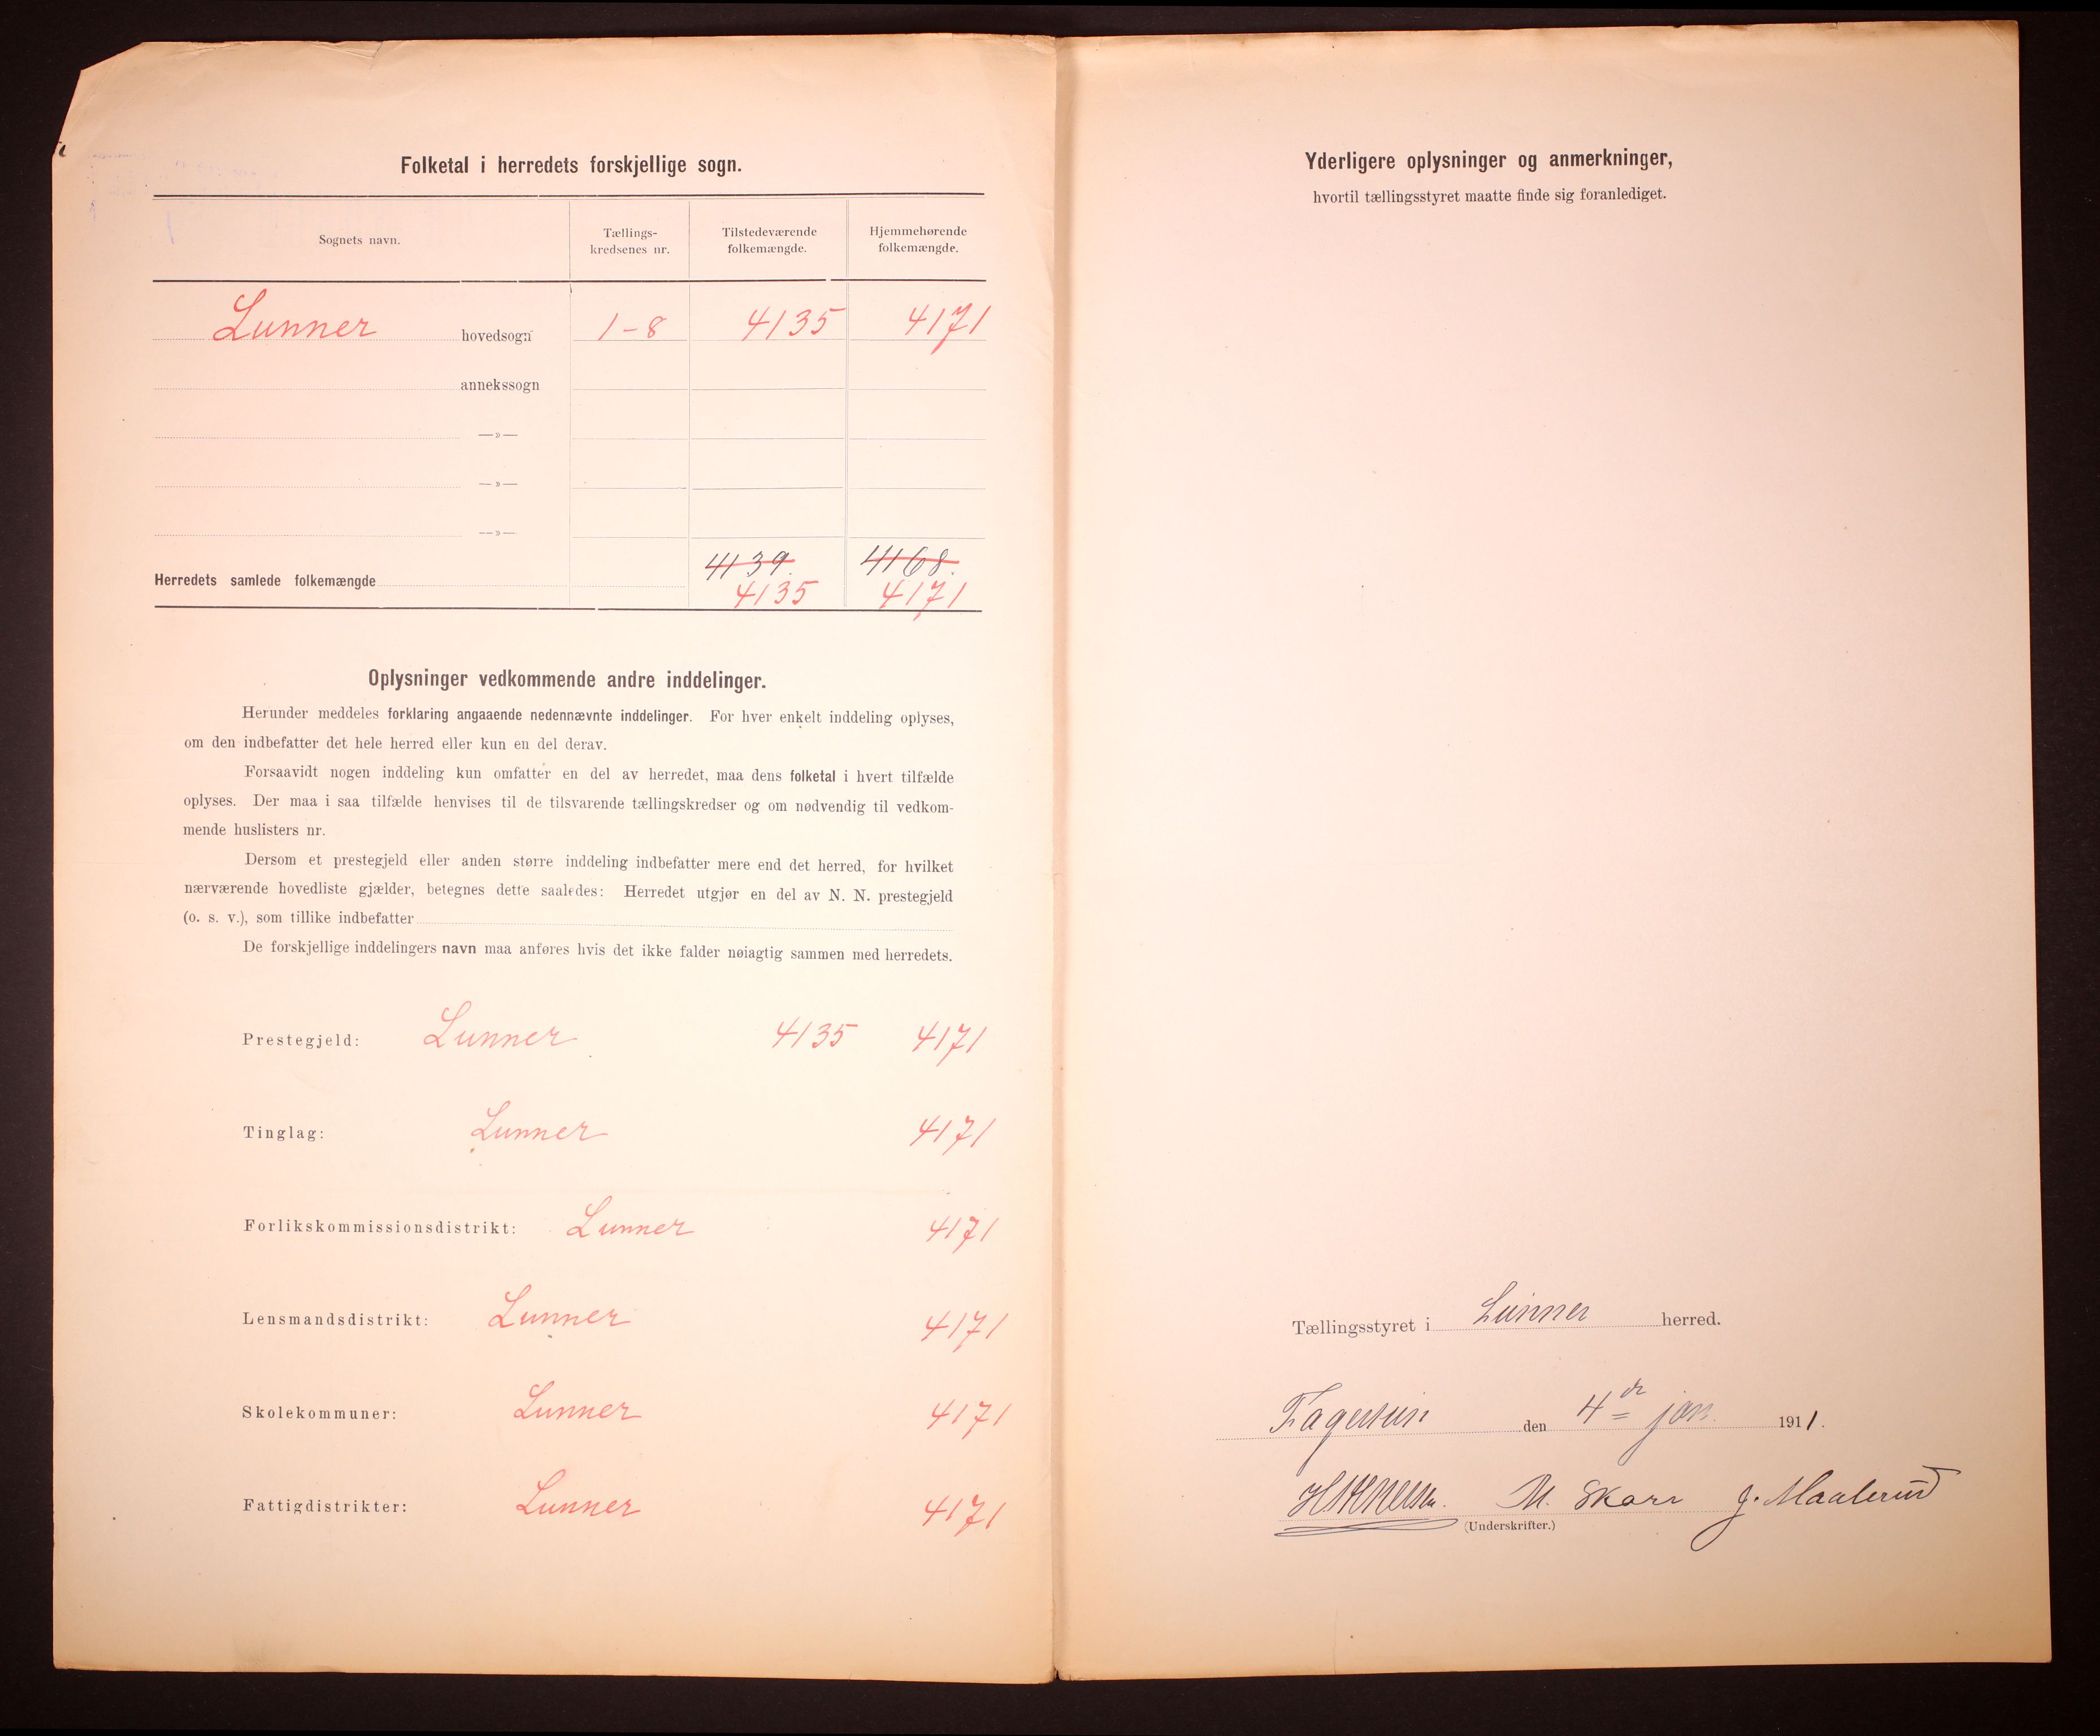 Folketal i herredets forskjellige sogn.
Sognets navn.
Tællings-
kredsenes nr.
Tilstedeværende
folkemængde.
Hjemmehørende
folkemængde.
Lunner hovedsogn 1-8 4135 4171
annekssogn
—»—
—»—
—»—
4139. 4168.
Herredets samlede folkemængde 4135 4171
Oplysninger vedkommende andre inddelinger.
Herunder meddeles forklaring angaaende nedennævnte inddelinger. For hver enkelt inddeling oplyses,
om den indbefatter det hele herred eller kun en del derav.
Forsaavidt nogen inddeling kun omfatter en del av herredet, maa dens folketal i hvert tilfælde
oplyses. Der maa i saa tilfælde henvises til de tilsvarende tællingskredser og om nødvendig til vedkom-
mende huslisters nr.
Dersom et prestegjeld eller anden større inddeling indbefatter mere end det herred, for hvilket
nærværende hovedliste gjælder, betegnes dette saaledes: Herredet utgjør en del av N. N. prestegjeld
(o. s. v.), som tillike indbefatter
De forskjellige inddelingers navn maa anføres hvis det ikke falder nøiagtig sammen med herredets.
Prestegjeld: Lunner 4135 4171
Tinglag: Lunner 4171
Forlikskommissionsdistrikt: Lunner 4171
Lensmandsdistrikt: Lunner 4171
Skolekommuner: Lunner 4171
Fattigdistrikter: Lunner 4171
Yderligere oplysninger og anmerkninger,
hvortil tællingsstyret maatte finde sig foranlediget.
Tællingsstyret i Lunner herred.
den 4de jan. 1911.
M. Skarr J. Maalerud
(Underskrifter.)